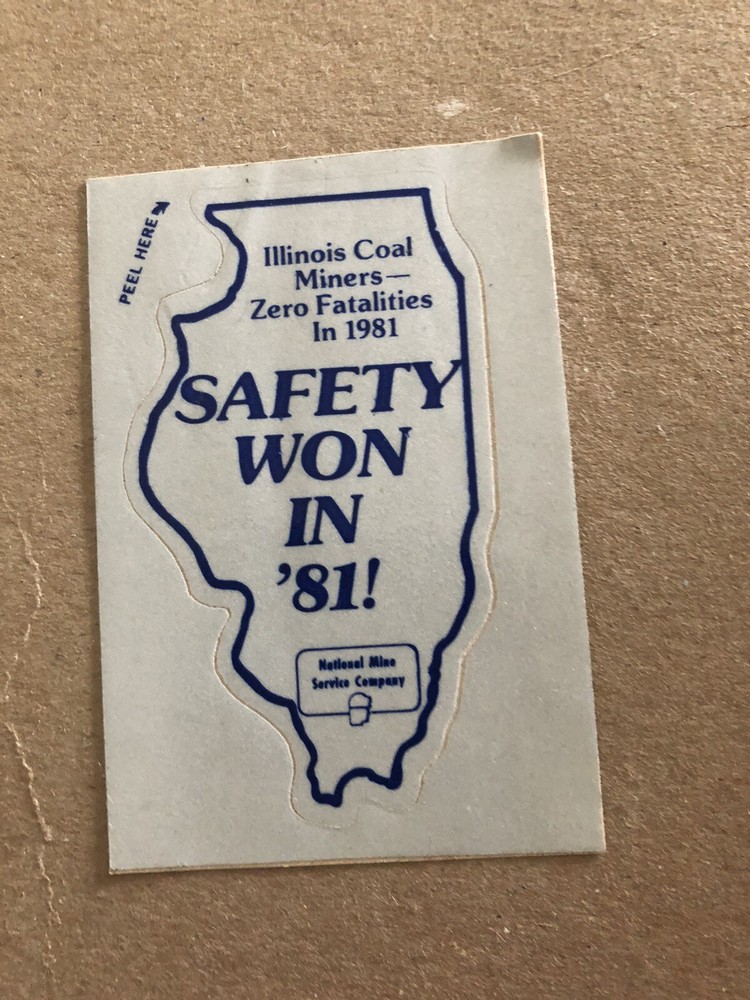 PEEL HERE
Illinois Coal
Miners—
Zero Fatalities
In 1981
SAFETY
WON
IN
’81!
National Mine
Service Company